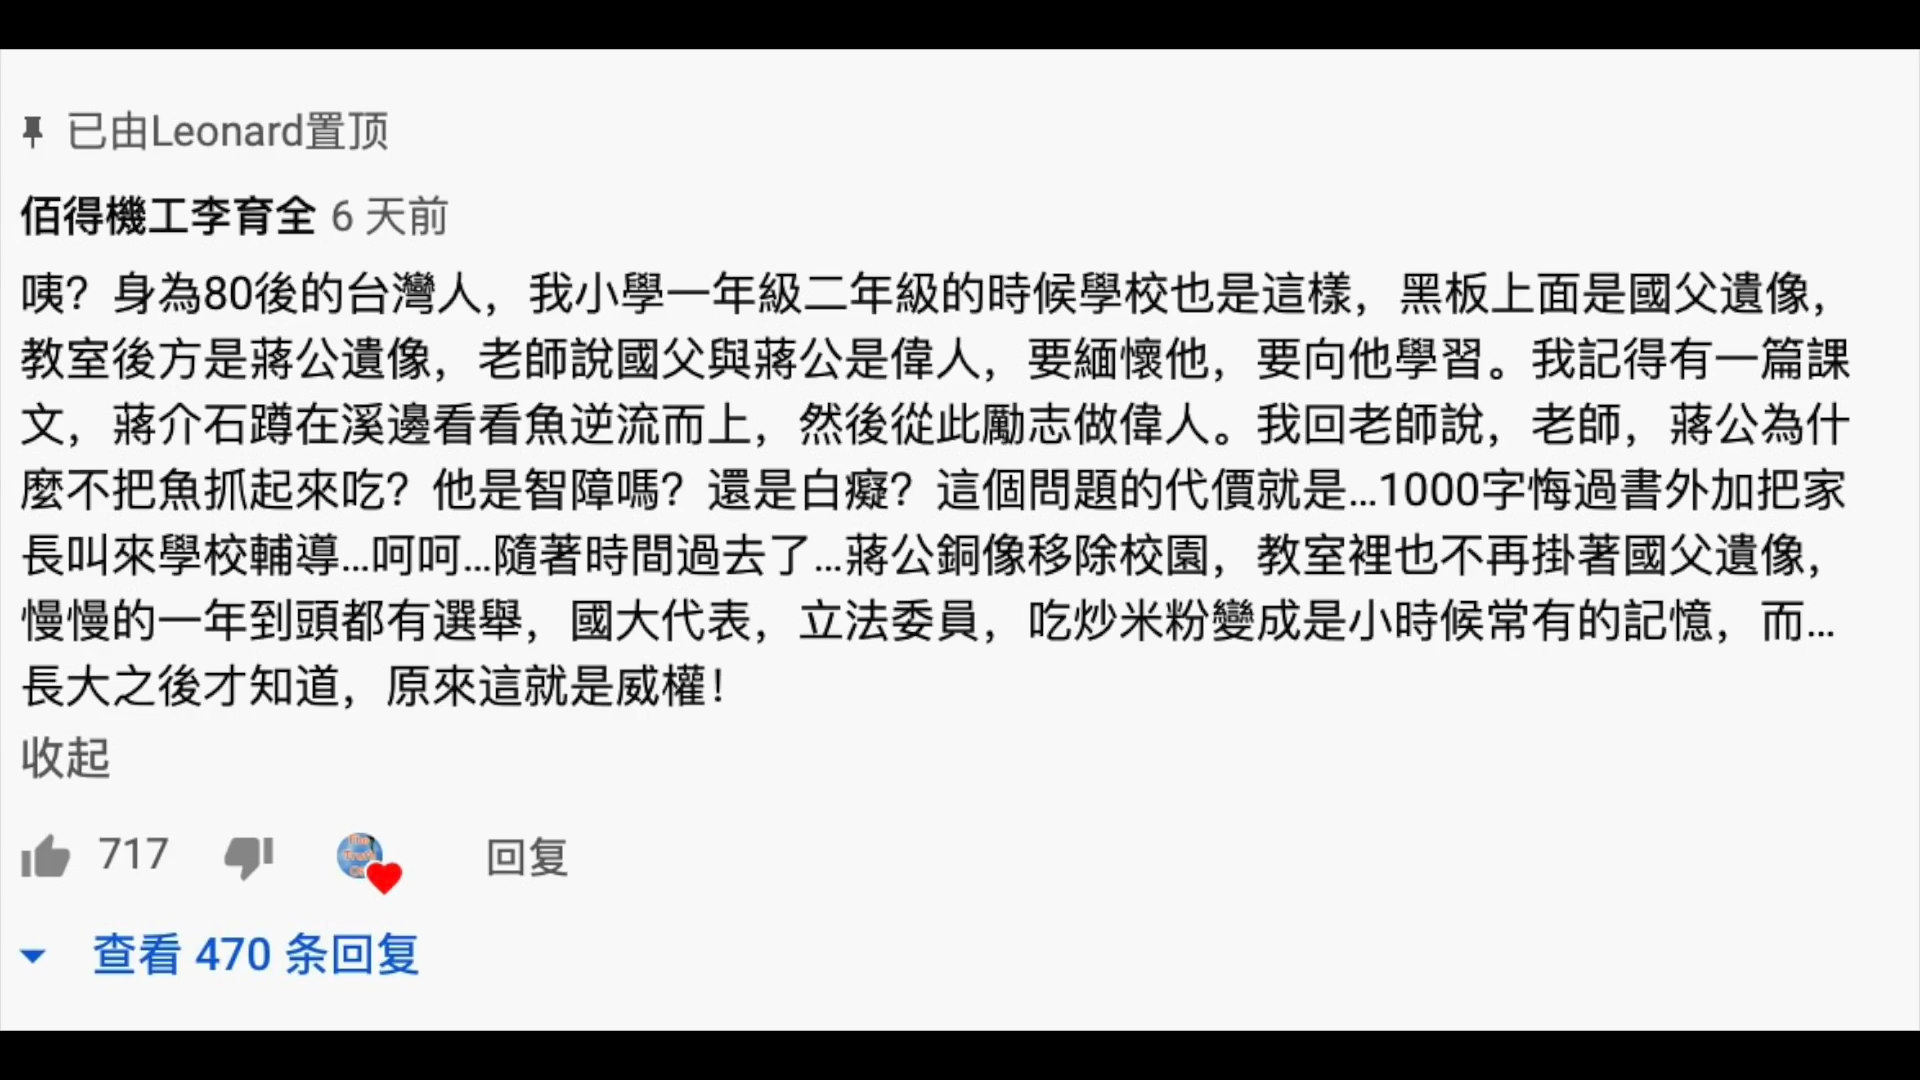 已由Leonard置顶
佰得機工李育全 6 天前
咦？身為80後的台灣人，我小學一年級二年級的時候學校也是這樣，黑板上面是國父遺像，
教室後方是蔣公遺像，老師說國父與蔣公是偉人，要緬懷他，要向他學習。我記得有一篇課
文，蔣介石蹲在溪邊看看魚逆流而上，然後從此勵志做偉人。我回老師說，老師，蔣公為什
麼不把魚抓起來吃？他是智障嗎？還是白癡？這個問題的代價就是...1000字悔過書外加把家
長叫來學校輔導...呵呵...隨著時間過去了...蔣公銅像移除校園，教室裡也不再掛著國父遺像，
慢慢的一年到頭都有選舉，國大代表，立法委員，吃炒米粉變成是小時候常有的記憶，而...
長大之後才知道，原來這就是威權！
收起
717 回复
查看 470 条回复